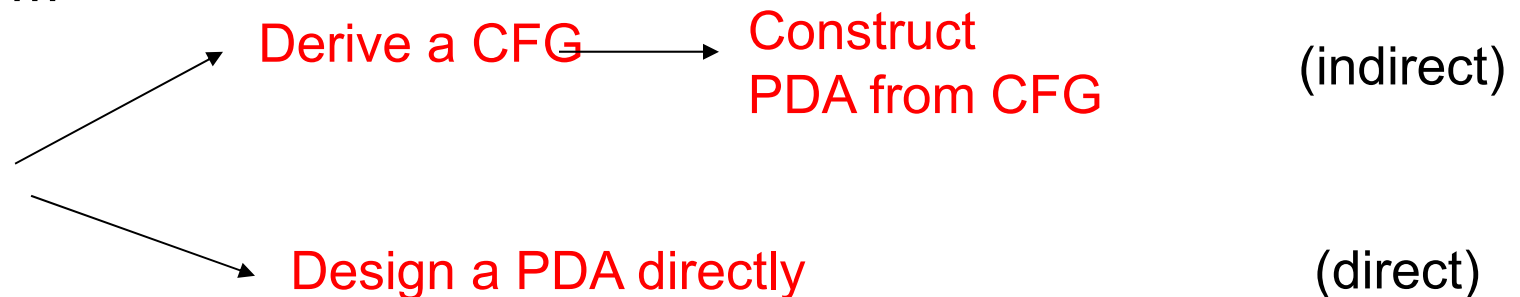 Derive a CFG
Construct
PDA from CFG
(indirect)
Design a PDA directly
(direct)